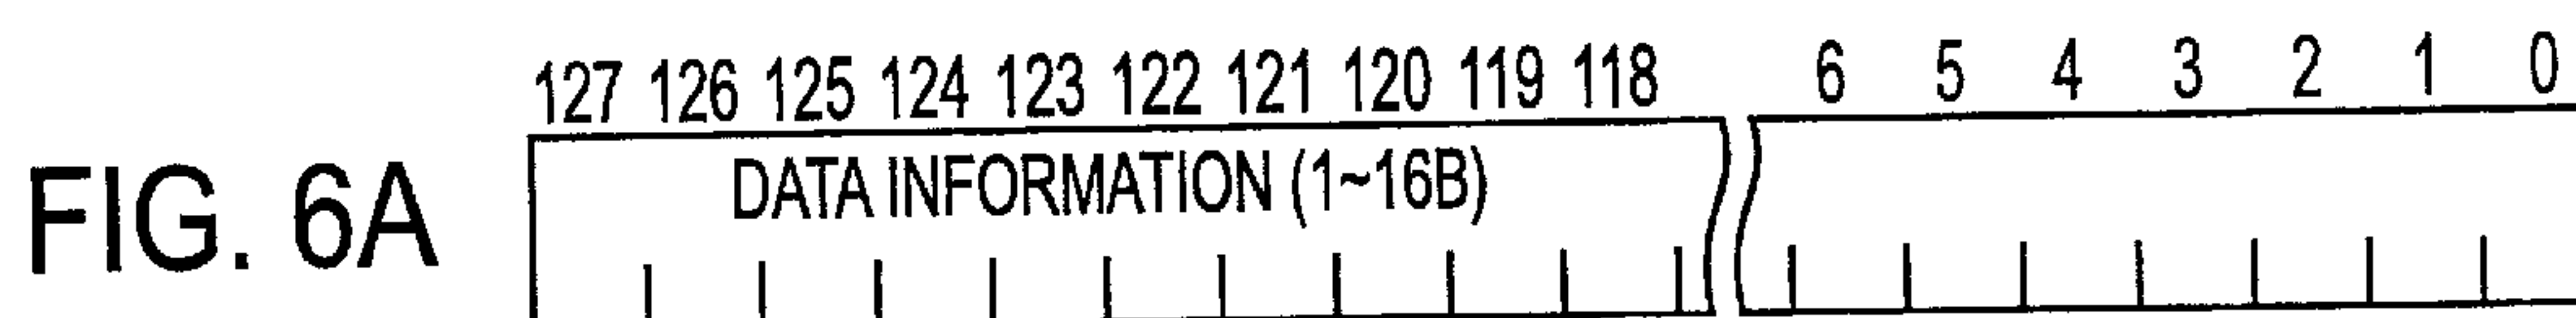 127 126 125 124 123 122 121 120 119 118 6 5 4 3 2 1 0
FIG. 6A
DATA INFORMATION (1~16B)